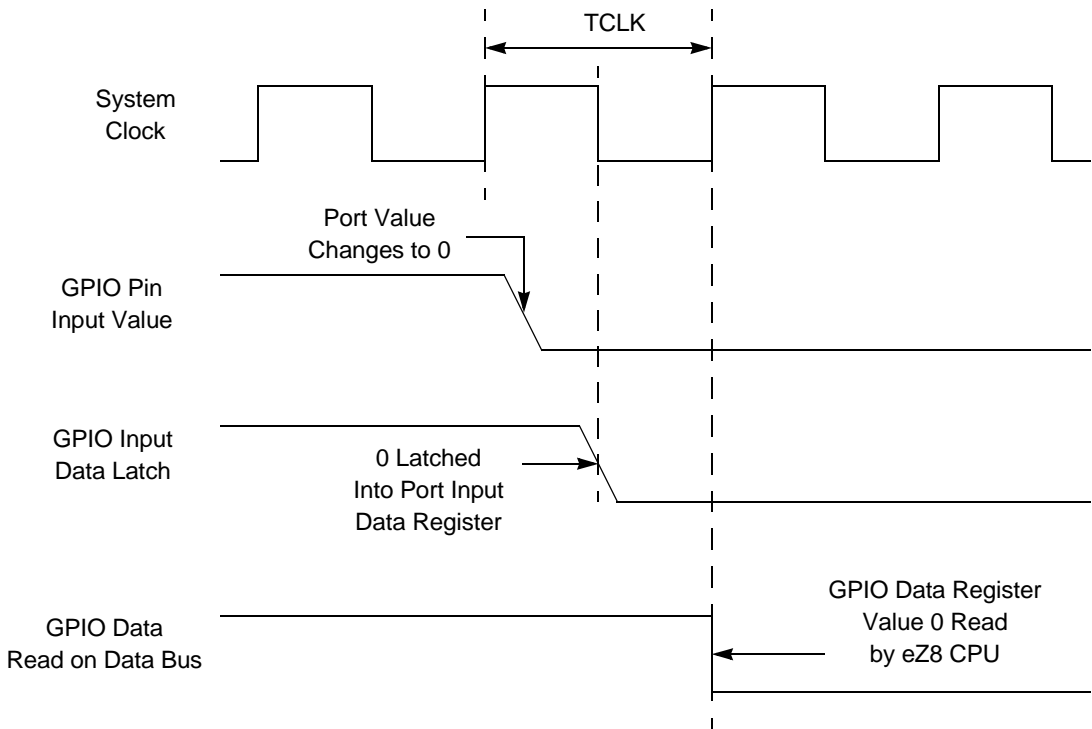 TCLK
System
Clock
Port Value
Changes to 0
GPIO Pin
Input Value
GPIO Input
Data Latch
0 Latched
Into Port Input
Data Register
GPIO Data Register
Value 0 Read
by eZ8 CPU
GPIO Data
Read on Data Bus